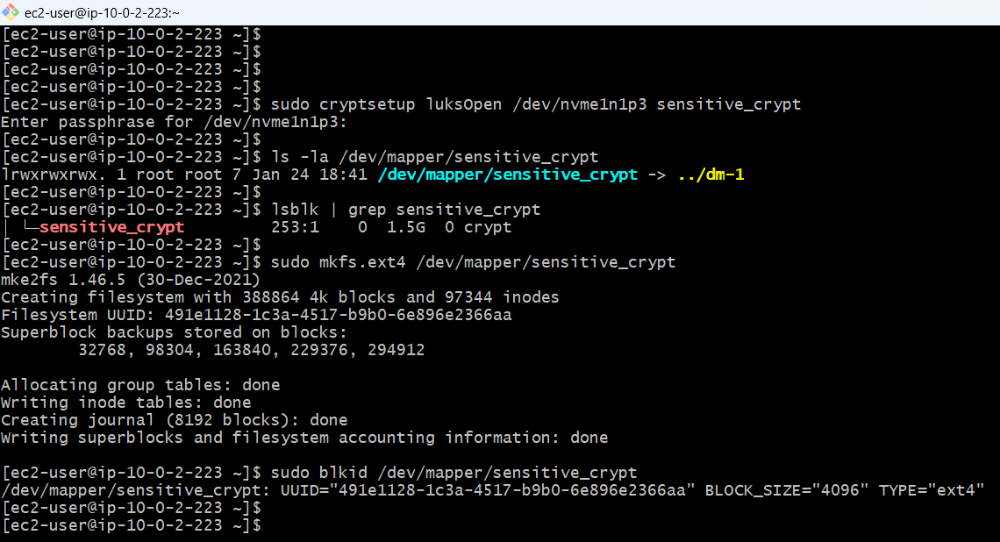 ec2-user@ip-10-0-2-223:~
[ec2-user@ip-10-0-2-223 ~]$
[ec2-user@ip-10-0-2-223 ~]$
[ec2-user@ip-10-0-2-223 ~]$
[ec2-user@ip-10-0-2-223 ~]$
[ec2-user@ip-10-0-2-223 ~]$ sudo cryptsetup luksOpen /dev/nvme1n1p3 sensitive_crypt
Enter passphrase for /dev/nvme1n1p3:
[ec2-user@ip-10-0-2-223 ~]$
[ec2-user@ip-10-0-2-223 ~]$ ls -la /dev/mapper/sensitive_crypt
lrwxrwxrwx. 1 root root 7 Jan 24 18:41 /dev/mapper/sensitive_crypt -> ../dm-1
[ec2-user@ip-10-0-2-223 ~]$
[ec2-user@ip-10-0-2-223 ~]$ lsblk | grep sensitive_crypt
│ └─sensitive_crypt         253:1    0  1.5G  0 crypt
[ec2-user@ip-10-0-2-223 ~]$
[ec2-user@ip-10-0-2-223 ~]$ sudo mkfs.ext4 /dev/mapper/sensitive_crypt
mke2fs 1.46.5 (30-Dec-2021)
Creating filesystem with 388864 4k blocks and 97344 inodes
Filesystem UUID: 491e1128-1c3a-4517-b9b0-6e896e2366aa
Superblock backups stored on blocks:
        32768, 98304, 163840, 229376, 294912

Allocating group tables: done
Writing inode tables: done
Creating journal (8192 blocks): done
Writing superblocks and filesystem accounting information: done

[ec2-user@ip-10-0-2-223 ~]$ sudo blkid /dev/mapper/sensitive_crypt
/dev/mapper/sensitive_crypt: UUID="491e1128-1c3a-4517-b9b0-6e896e2366aa" BLOCK_SIZE="4096" TYPE="ext4"
[ec2-user@ip-10-0-2-223 ~]$
[ec2-user@ip-10-0-2-223 ~]$